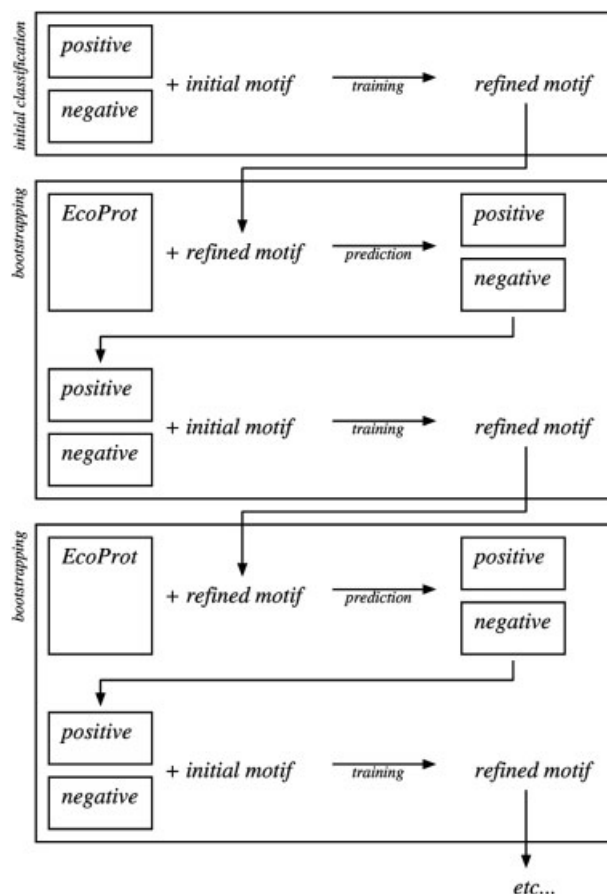 initial classification
positive
negative
+ initial motif
training
refined motif
bootstrapping
EcoProt
+ refined motif
prediction
positive
negative
positive
negative
+ initial motif
training
refined motif
bootstrapping
EcoProt
+ refined motif
prediction
positive
negative
positive
negative
+ initial motif
training
refined motif
etc...